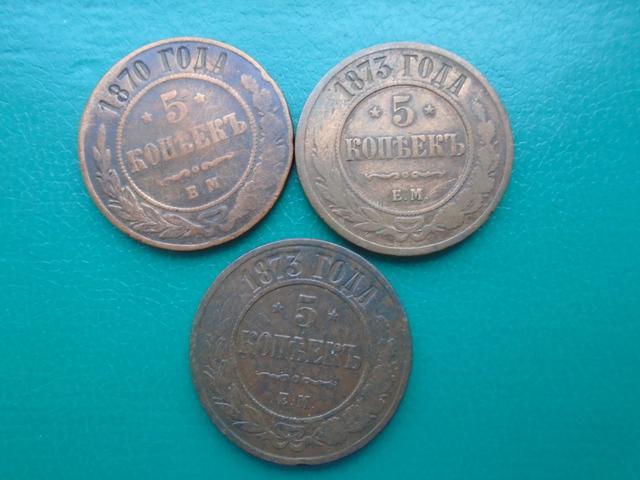 1870 ГОДА
* 5 *
КОПѢЕКЪ
Е М
1873 ГОДА
* 5 *
КОПѢЕКЪ
Е.М.
1873 ГОДА
* 5 *
КОПѢЕКЪ
Е.М.